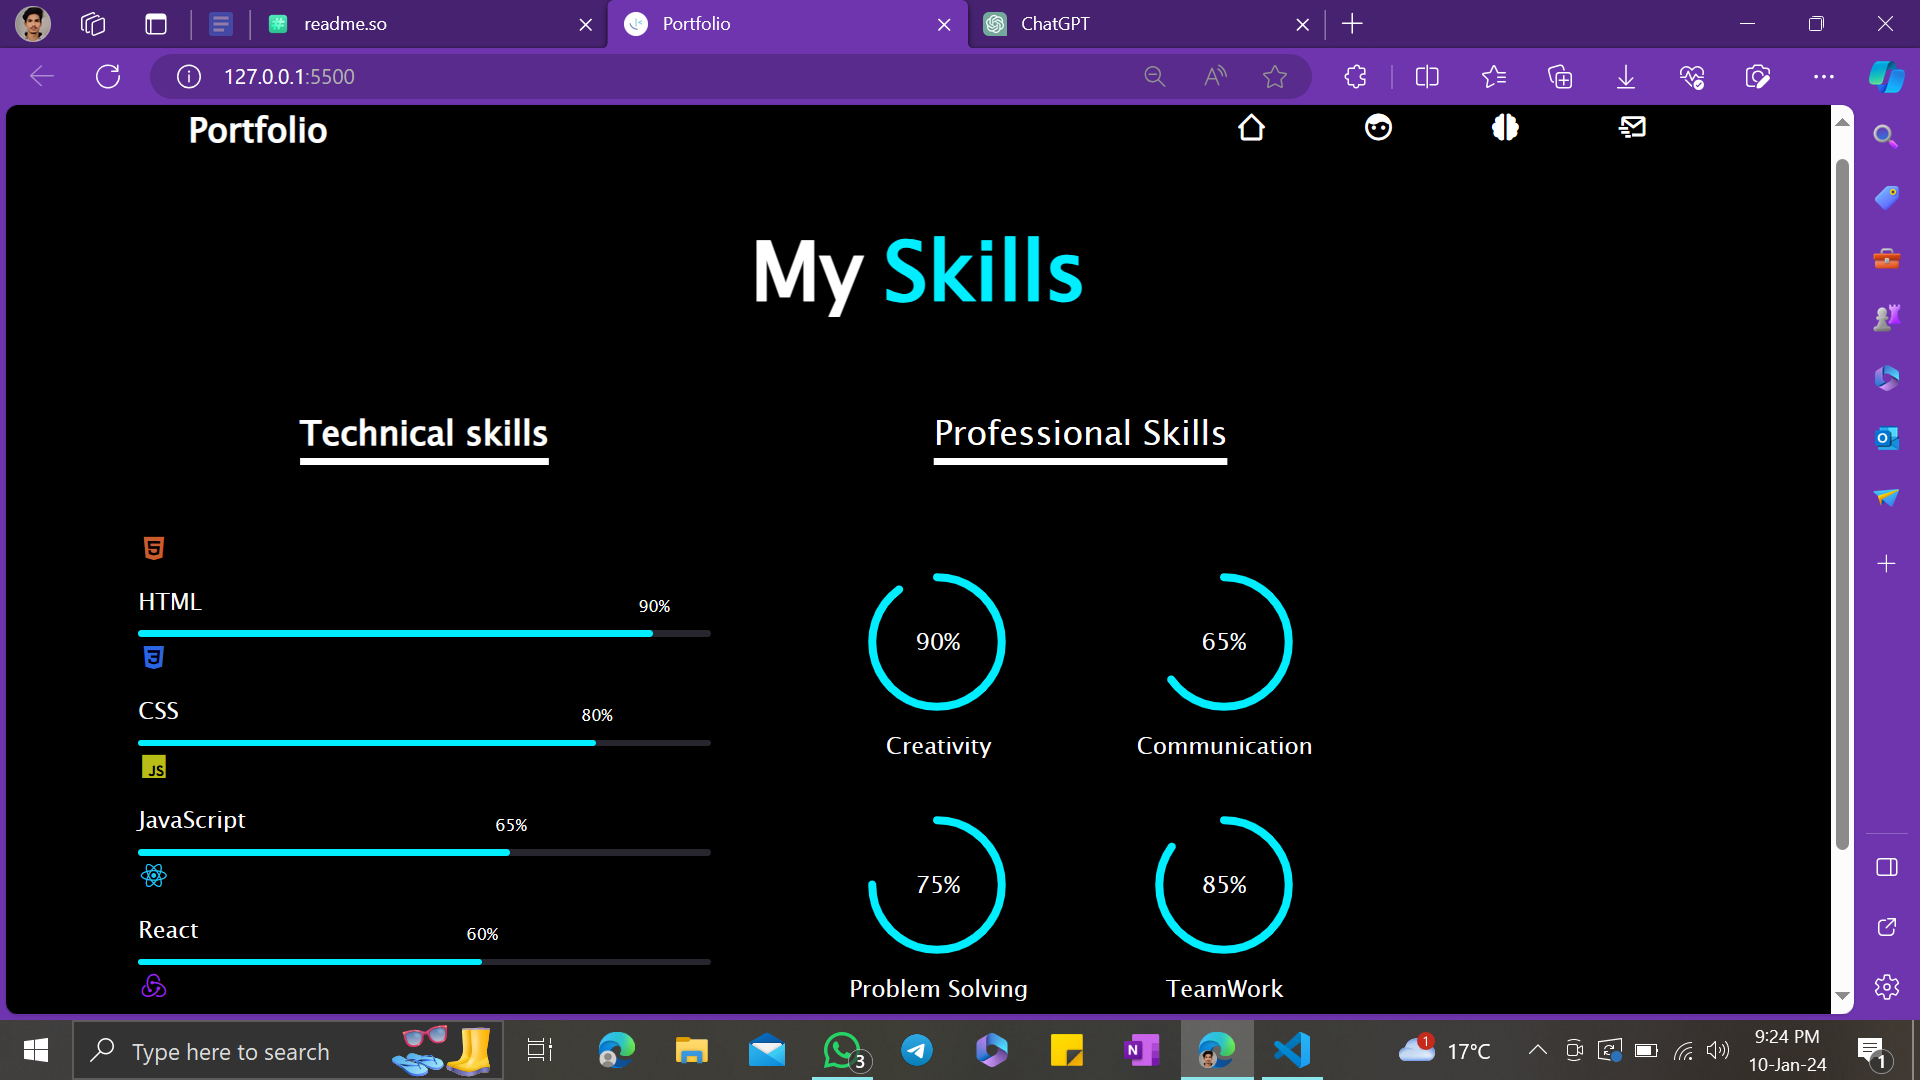 readme.so
Portfolio
ChatGPT
127.0.0.1:5500
Portfolio
My Skills
Technical skills
Professional Skills
HTML
90%
CSS
80%
JavaScript
65%
React
60%
90%
65%
Creativity
Communication
75%
85%
Problem Solving
TeamWork
Type here to search
3
1
17°C
9:24 PM
10-Jan-24
1